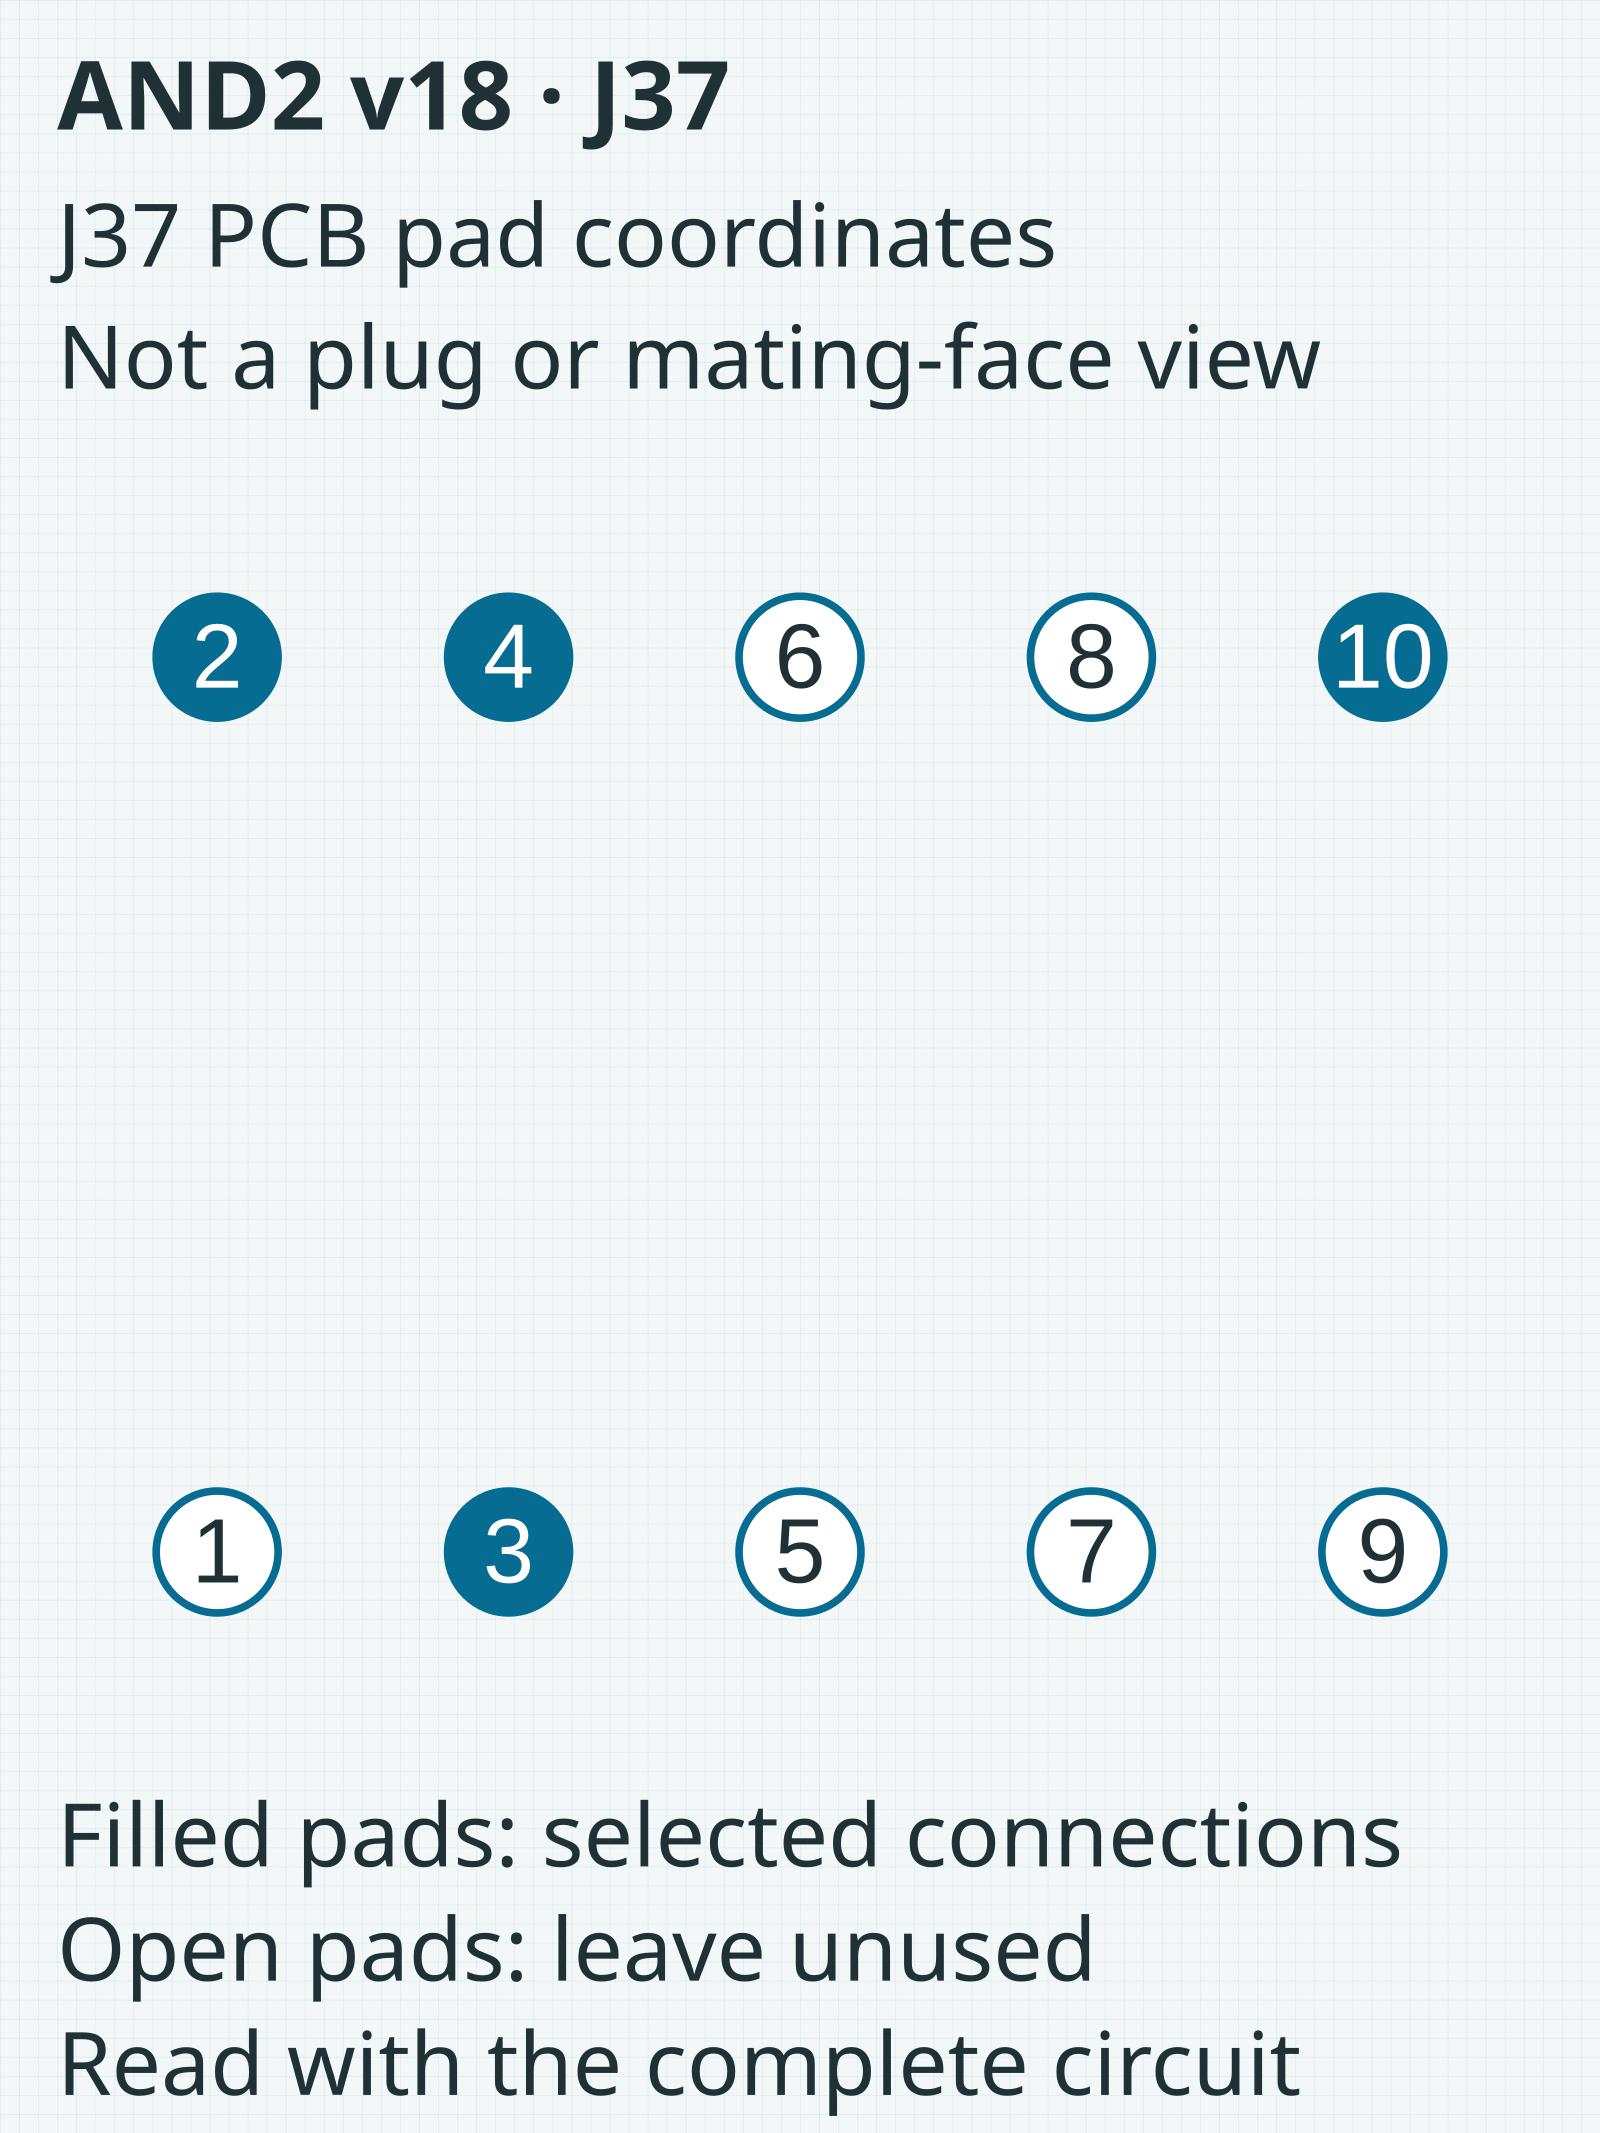 AND2 v18 · J37
J37 PCB pad coordinates
Not a plug or mating-face view
2 4 6 8 10
1 3 5 7 9
Filled pads: selected connections
Open pads: leave unused
Read with the complete circuit